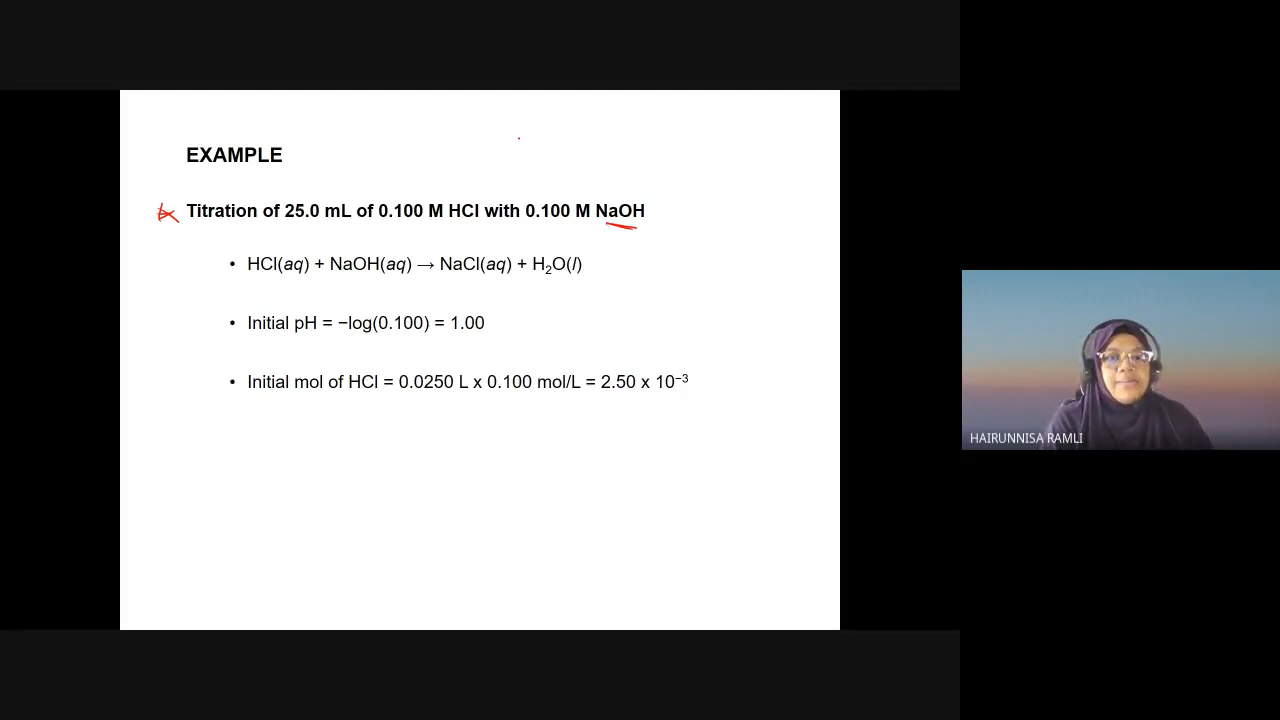 EXAMPLE
Titration of 25.0 mL of 0.100 M HCl with 0.100 M NaOH
• HCl(aq) + NaOH(aq) → NaCl(aq) + H₂O(l)
• Initial pH = −log(0.100) = 1.00
• Initial mol of HCl = 0.0250 L x 0.100 mol/L = 2.50 x 10⁻³
HAIRUNNISA RAMLI